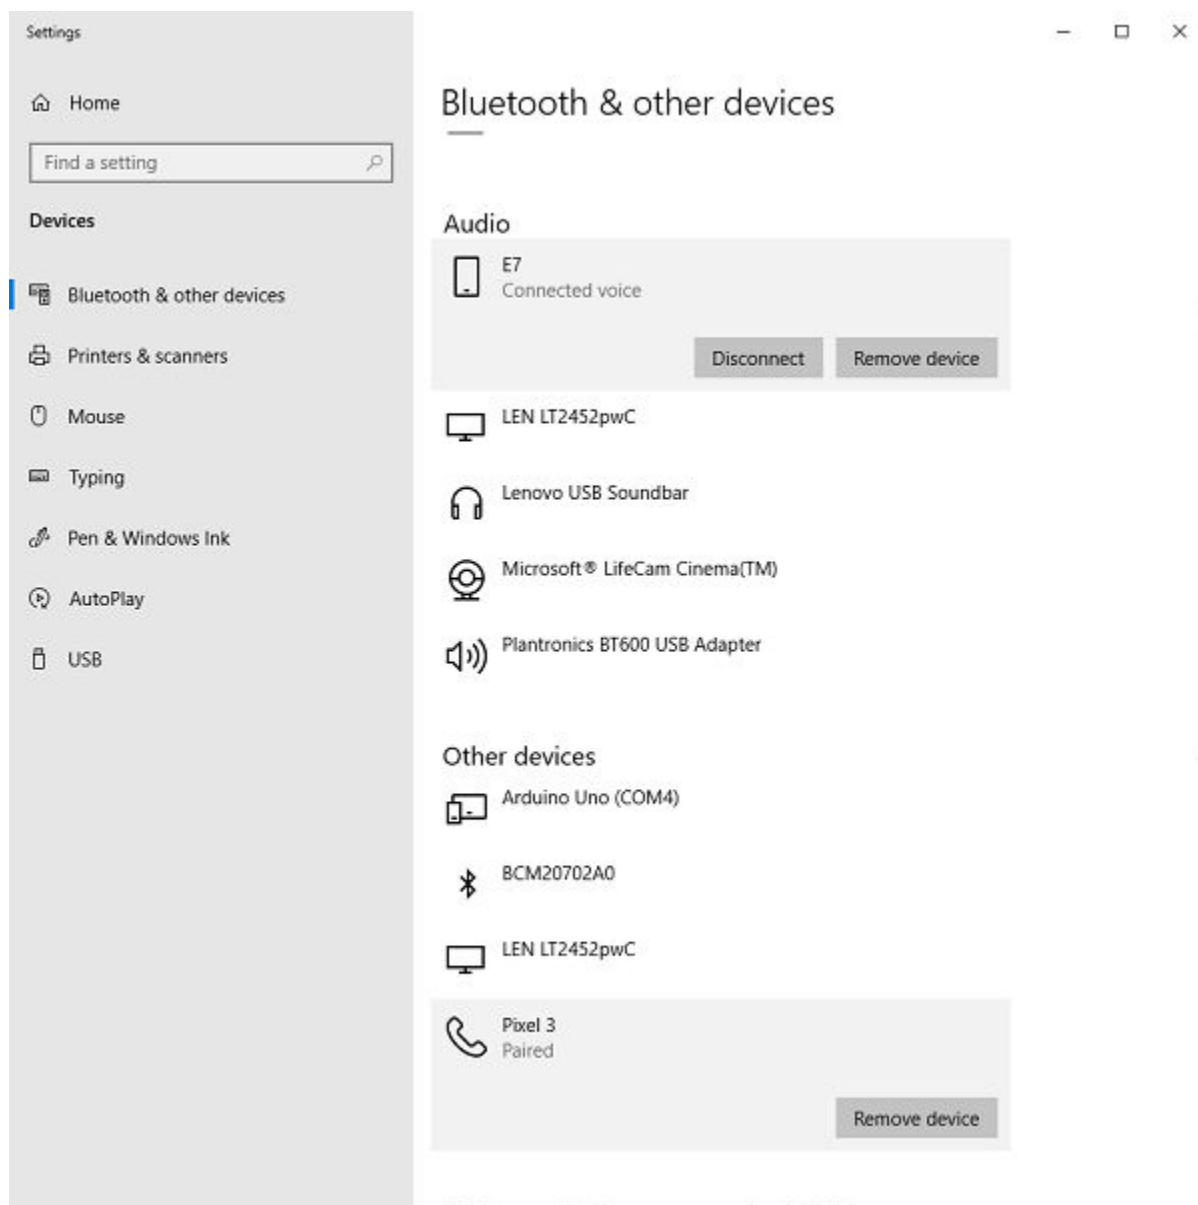 Settings
Home
Find a setting
Devices
Bluetooth & other devices
Printers & scanners
Mouse
Typing
Pen & Windows Ink
AutoPlay
USB
Bluetooth & other devices
Audio
E7
Connected voice
Disconnect
Remove device
LEN LT2452pwC
Lenovo USB Soundbar
Microsoft® LifeCam Cinema(TM)
Plantronics BT600 USB Adapter
Other devices
Arduino Uno (COM4)
BCM20702A0
LEN LT2452pwC
Pixel 3
Paired
Remove device